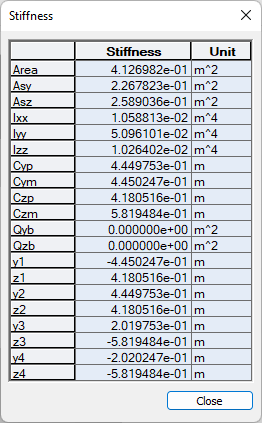 Stiffness
Stiffness Unit
Area 4.126982e-01 m^2
Asy 2.267823e-01 m^2
Asz 2.589036e-01 m^2
Ixx 1.058813e-02 m^4
Iyy 5.096101e-02 m^4
Izz 1.026402e-02 m^4
Cyp 4.449753e-01 m
Cym 4.450247e-01 m
Czp 4.180516e-01 m
Czm 5.819484e-01 m
Qyb 0.000000e+00 m^2
Qzb 0.000000e+00 m^2
y1 -4.450247e-01 m
z1 4.180516e-01 m
y2 4.449753e-01 m
z2 4.180516e-01 m
y3 2.019753e-01 m
z3 -5.819484e-01 m
y4 -2.020247e-01 m
z4 -5.819484e-01 m
Close